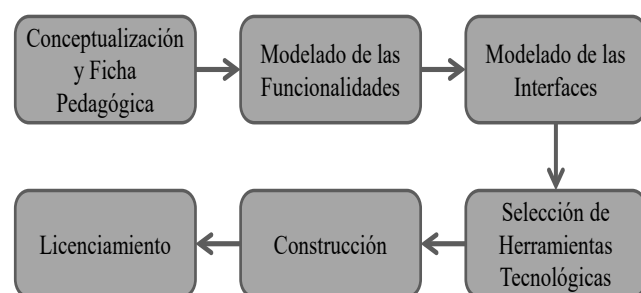 Conceptualización
y Ficha
Pedagógica
Modelado de las
Funcionalidades
Modelado de las
Interfaces
Selección de
Herramientas
Tecnológicas
Construcción
Licenciamiento